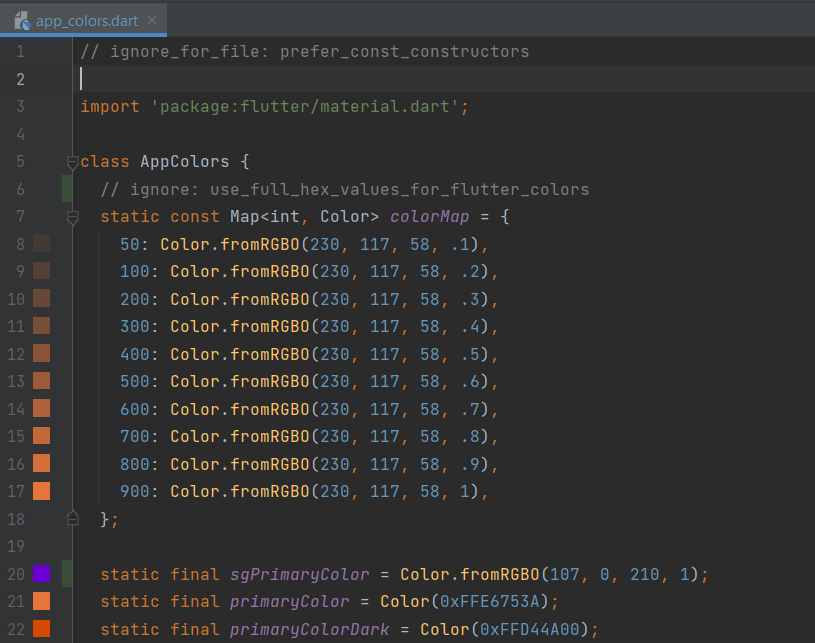 app_colors.dart
1 // ignore_for_file: prefer_const_constructors
2
3 import 'package:flutter/material.dart';
4
5 class AppColors {
6 // ignore: use_full_hex_values_for_flutter_colors
7 static const Map<int, Color> colorMap = {
8 50: Color.fromRGBO(230, 117, 58, .1),
9 100: Color.fromRGBO(230, 117, 58, .2),
10 200: Color.fromRGBO(230, 117, 58, .3),
11 300: Color.fromRGBO(230, 117, 58, .4),
12 400: Color.fromRGBO(230, 117, 58, .5),
13 500: Color.fromRGBO(230, 117, 58, .6),
14 600: Color.fromRGBO(230, 117, 58, .7),
15 700: Color.fromRGBO(230, 117, 58, .8),
16 800: Color.fromRGBO(230, 117, 58, .9),
17 900: Color.fromRGBO(230, 117, 58, 1),
18 };
19
20 static final sgPrimaryColor = Color.fromRGBO(107, 0, 210, 1);
21 static final primaryColor = Color(0xFFE6753A);
22 static final primaryColorDark = Color(0xFFD44A00);